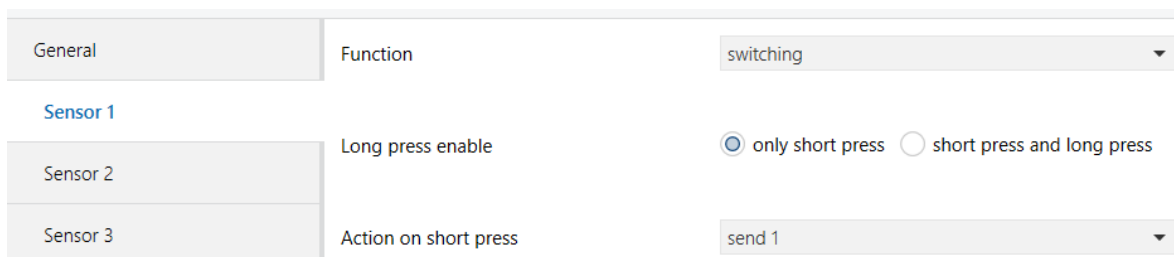 General
Function
switching
Sensor 1
Long press enable
only short press
short press and long press
Sensor 2
Sensor 3
Action on short press
send 1